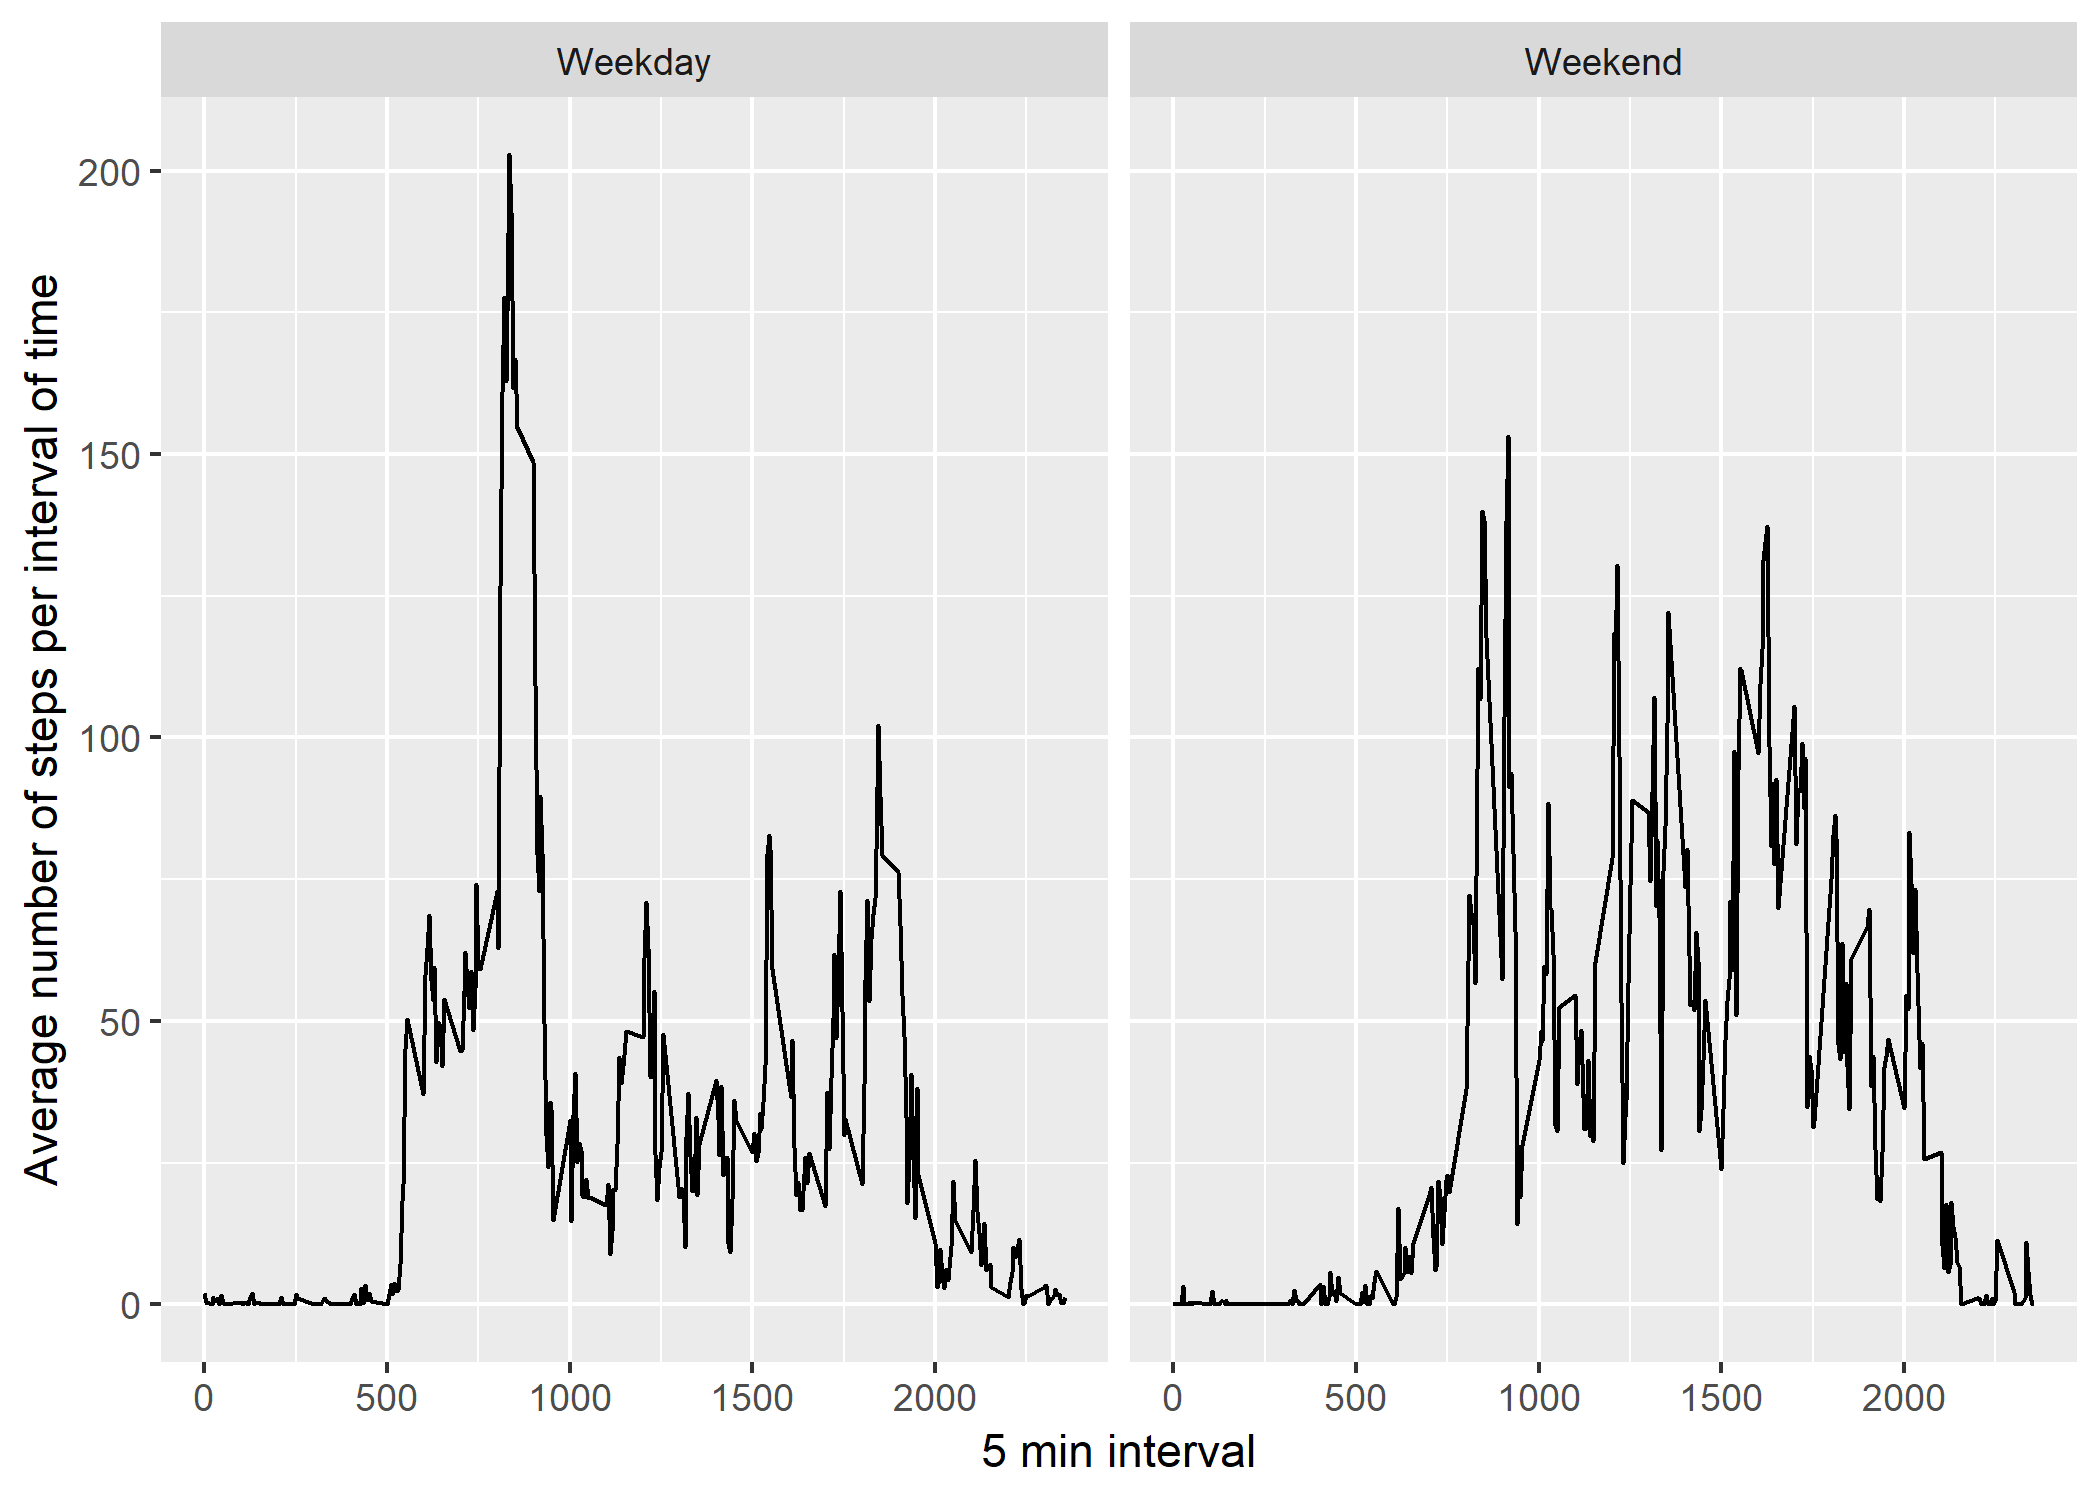 Weekday
Weekend
Average number of steps per interval of time
200
150
100
50
0
0 500 1000 1500 2000
0 500 1000 1500 2000
5 min interval